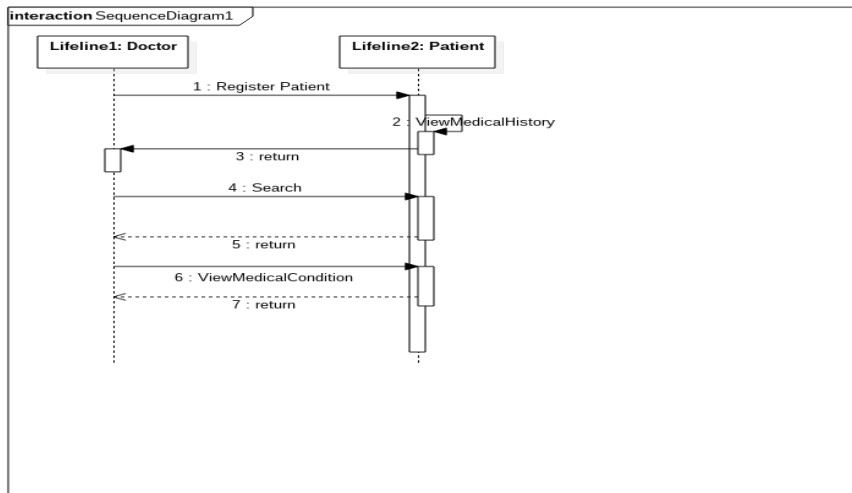 interaction SequenceDiagram1
Lifeline1: Doctor
Lifeline2: Patient
1 : Register Patient
2 : ViewMedicalHistory
3 : return
4 : Search
5 : return
6 : ViewMedicalCondition
7 : return